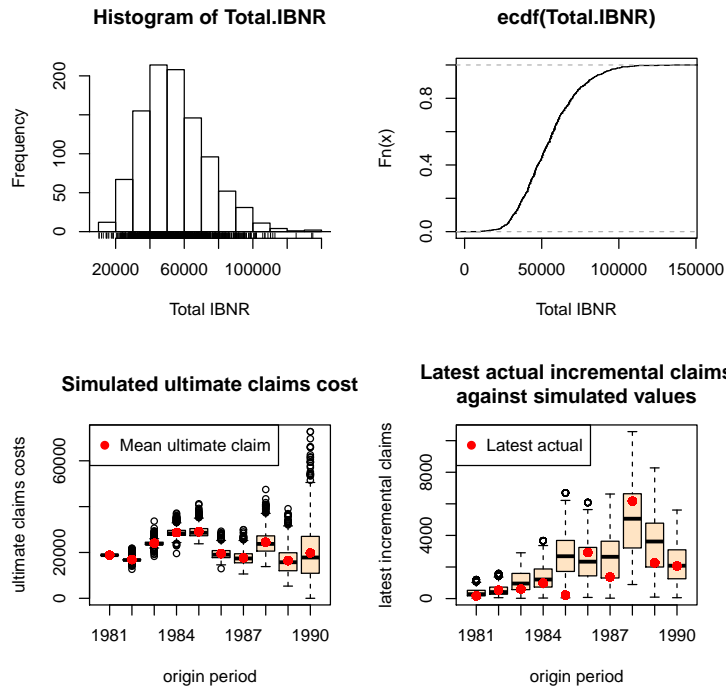 Histogram of Total.IBNR
Frequency
0 50 100 200
20000 60000 100000
Total IBNR
ecdf(Total.IBNR)
Fn(x)
0.0 0.4 0.8
0 50000 100000 150000
Total IBNR
Simulated ultimate claims cost
Mean ultimate claim
ultimate claims costs
0 20000 60000
1981 1984 1987 1990
origin period
Latest actual incremental claims
against simulated values
Latest actual
latest incremental claims
0 4000 8000
1981 1984 1987 1990
origin period